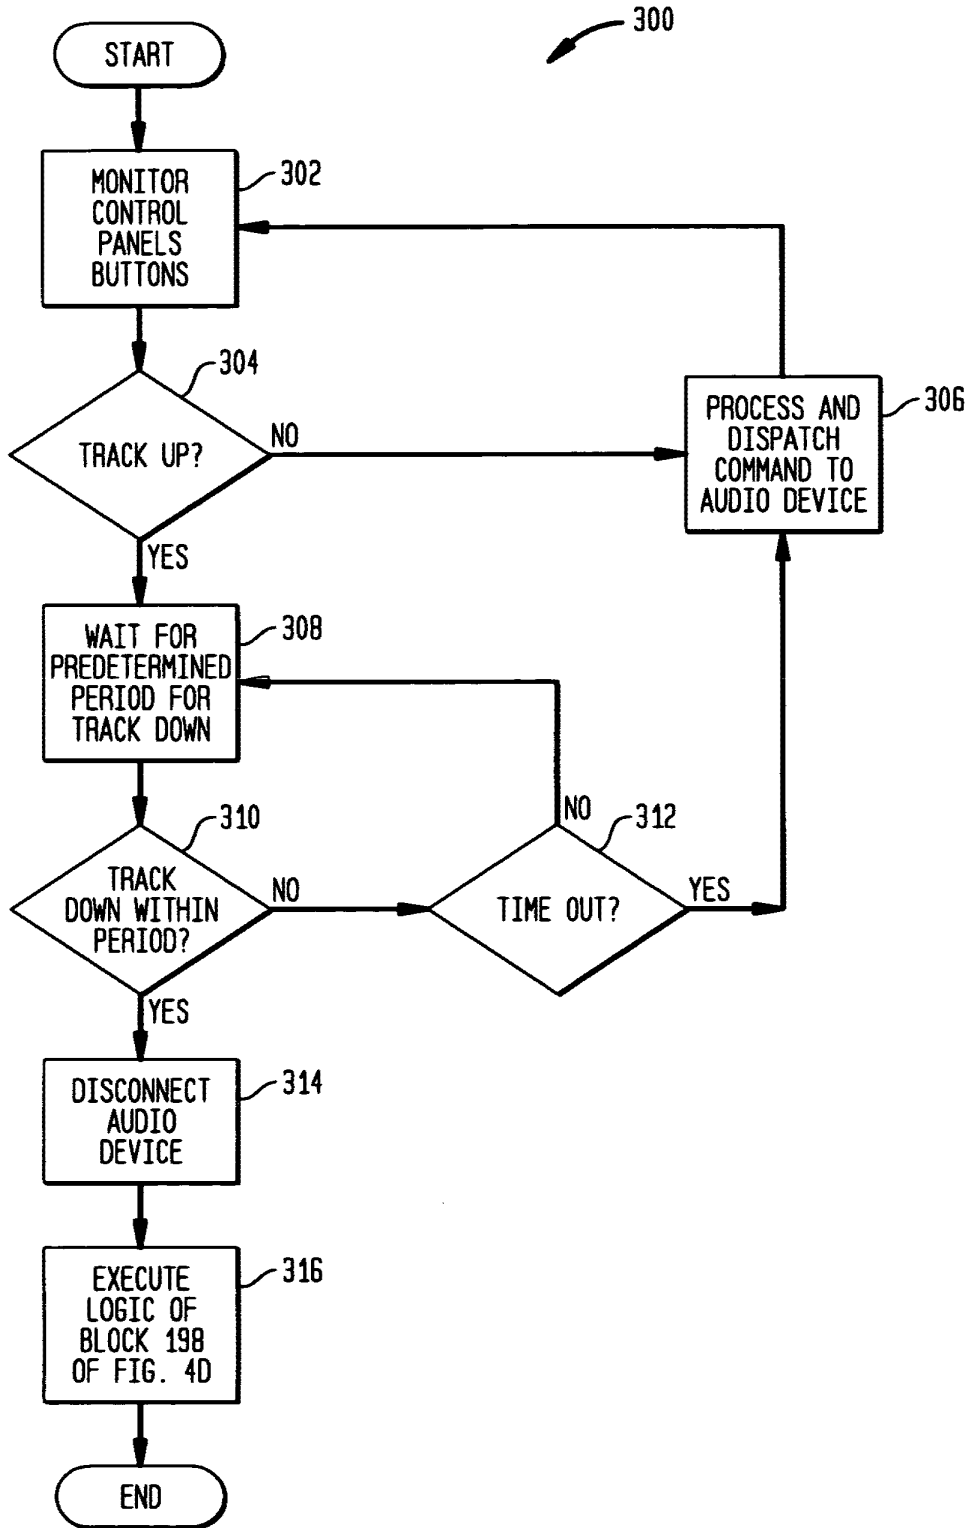 300
START
302
MONITOR
CONTROL
PANELS
BUTTONS
304
TRACK UP?
NO
YES
306
PROCESS AND
DISPATCH
COMMAND TO
AUDIO DEVICE
308
WAIT FOR
PREDETERMINED
PERIOD FOR
TRACK DOWN
310
TRACK
DOWN WITHIN
PERIOD?
NO
YES
312
TIME OUT?
NO
YES
314
DISCONNECT
AUDIO
DEVICE
316
EXECUTE
LOGIC OF
BLOCK 198
OF FIG. 4D
END